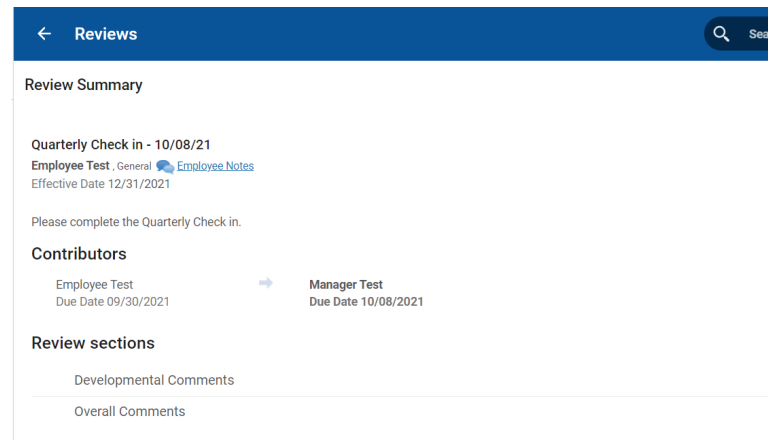 Reviews
Review Summary
Quarterly Check in - 10/08/21
Employee Test , General Employee Notes
Effective Date 12/31/2021
Please complete the Quarterly Check in.
Contributors
Employee Test
Due Date 09/30/2021
Manager Test
Due Date 10/08/2021
Review sections
Developmental Comments
Overall Comments